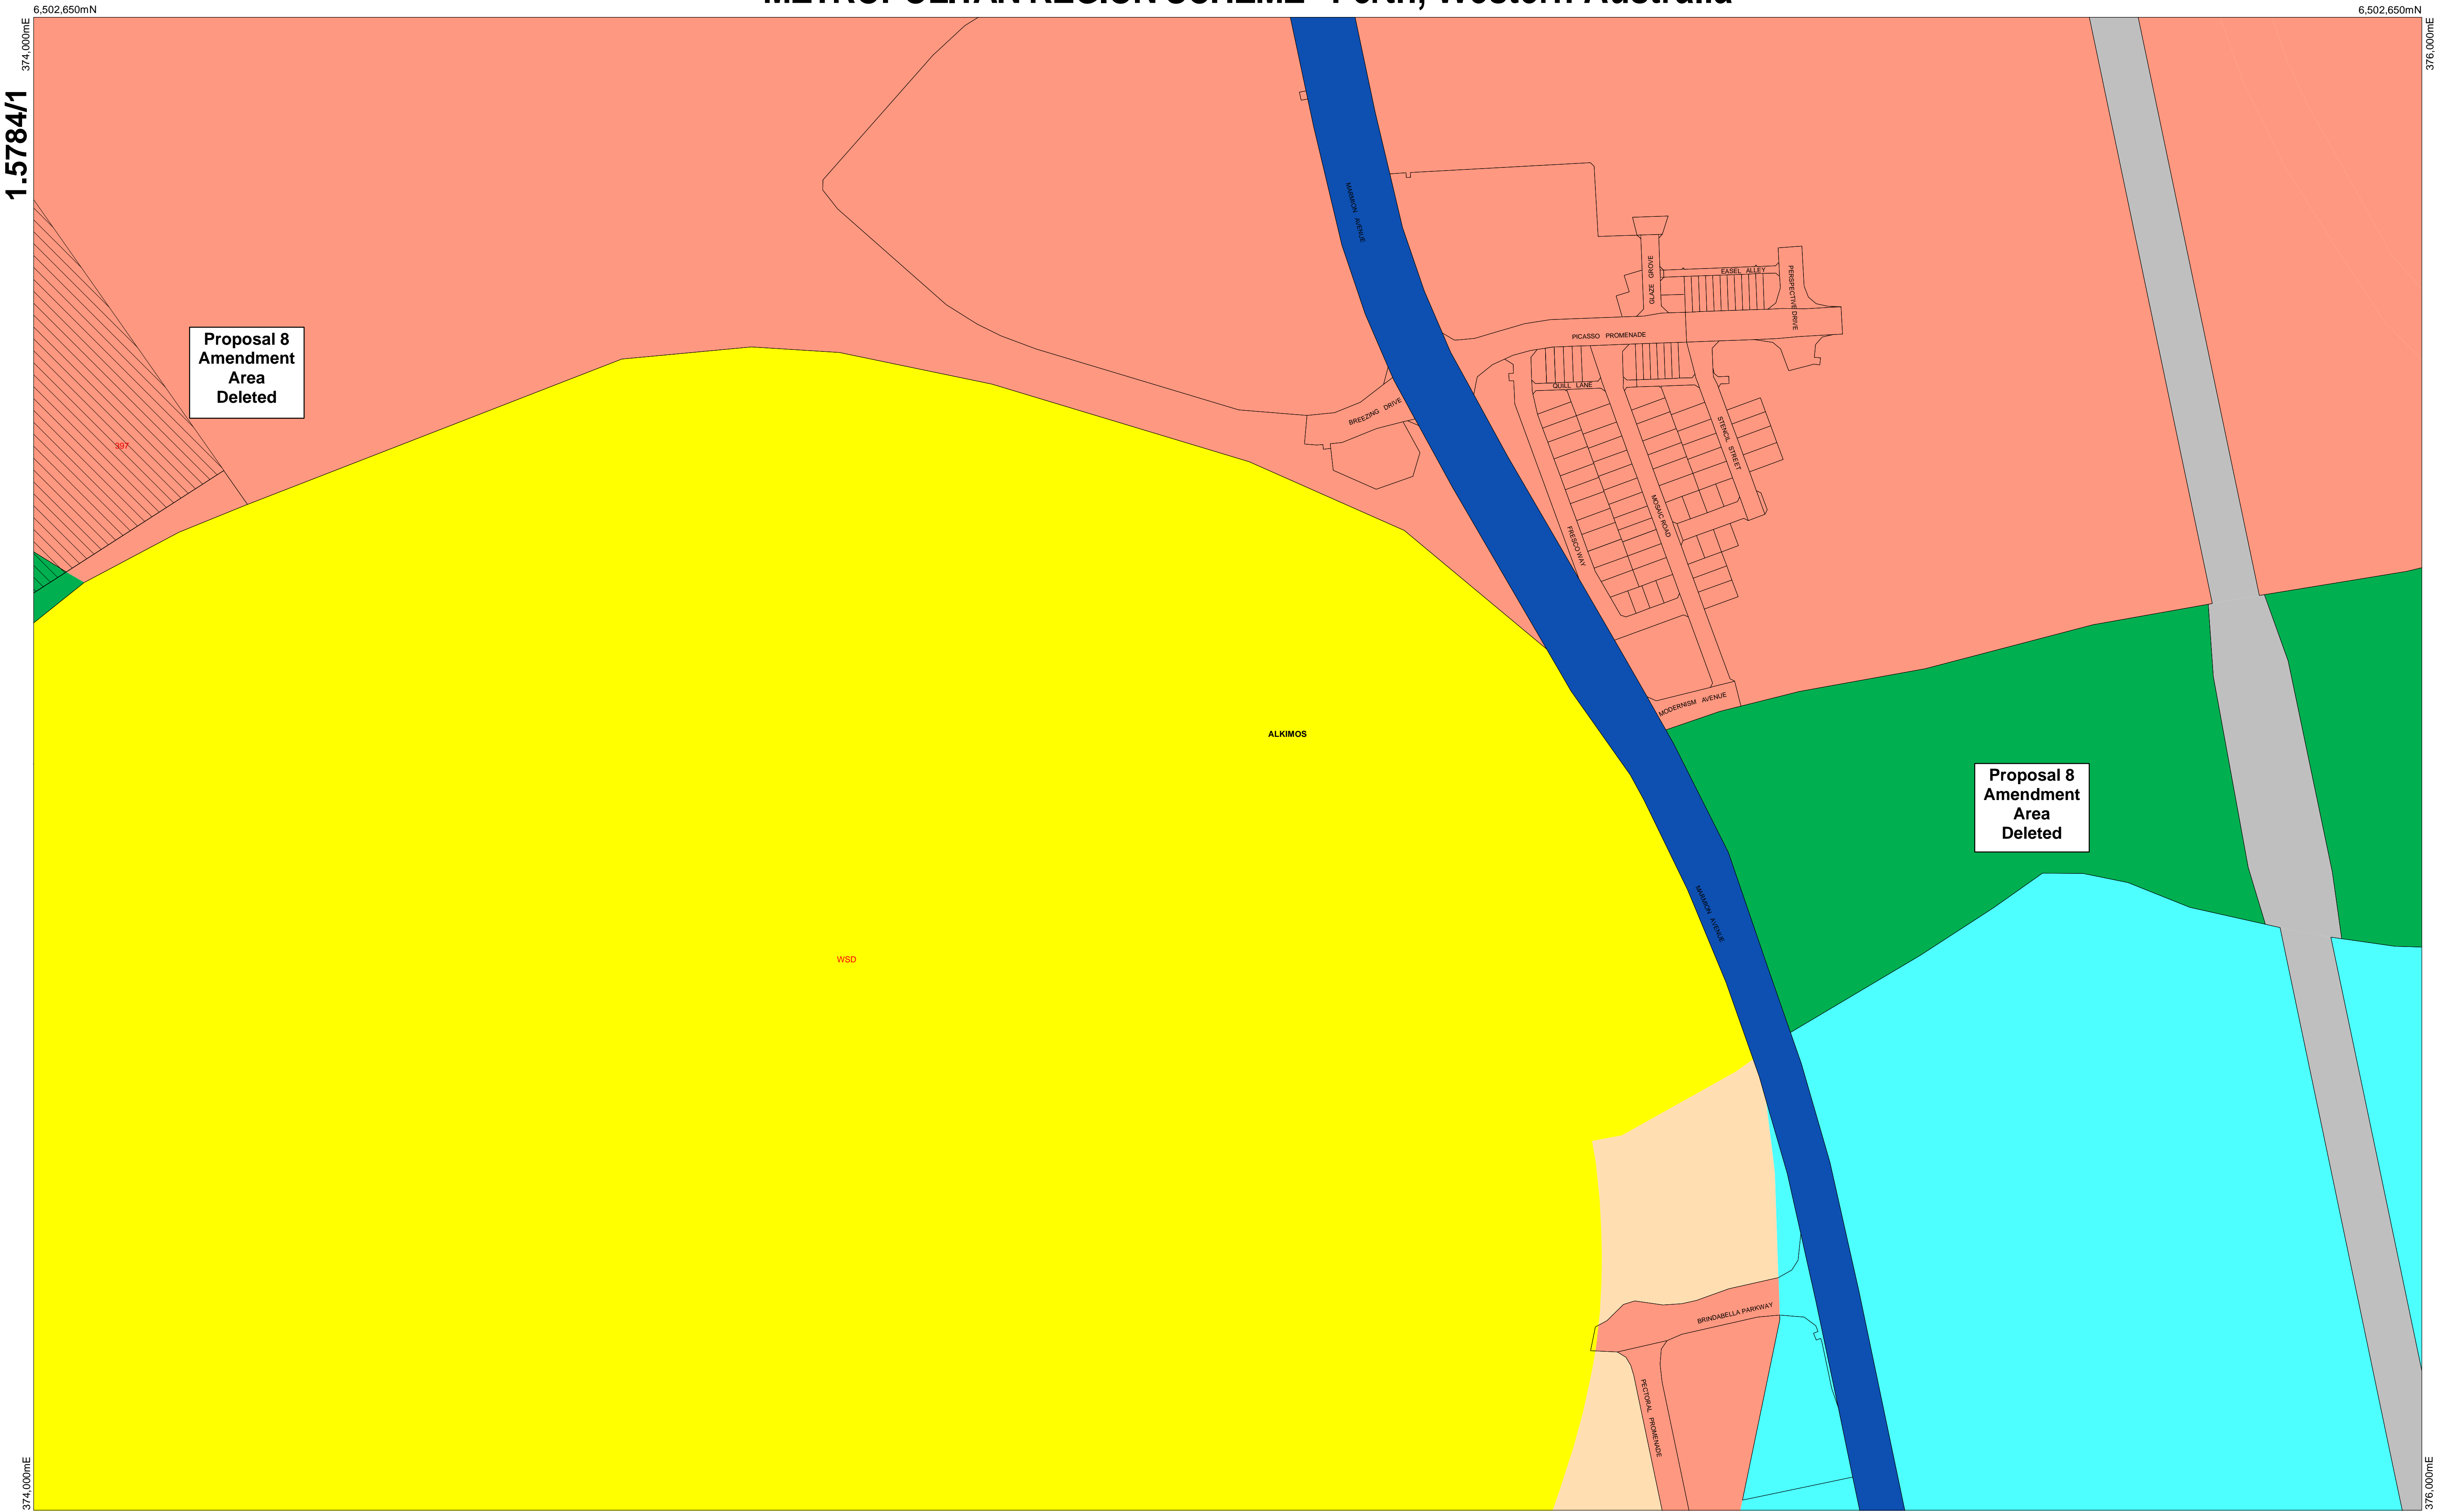 METROPOLITAN REGION SCHEME - Perth, Western Australia
6,502,650mN
6,502,650mN
374,000mE
376,000mE
1.5784/1
MARMION AVENUE
GLAZE GROVE
EASEL ALLEY
PERSPECTIVE DRIVE
PICASSO PROMENADE
Proposal 8
Amendment
Area
Deleted
QUILL LANE
BREEZING DRIVE
STENCIL STREET
397
MOSAIC ROAD
FRESCO WAY
MODERNISM AVENUE
ALKIMOS
Proposal 8
Amendment
Area
Deleted
MARMION AVENUE
WSD
BRINDABELLA PARKWAY
PECTORAL PROMENADE
374,000mE
376,000mE